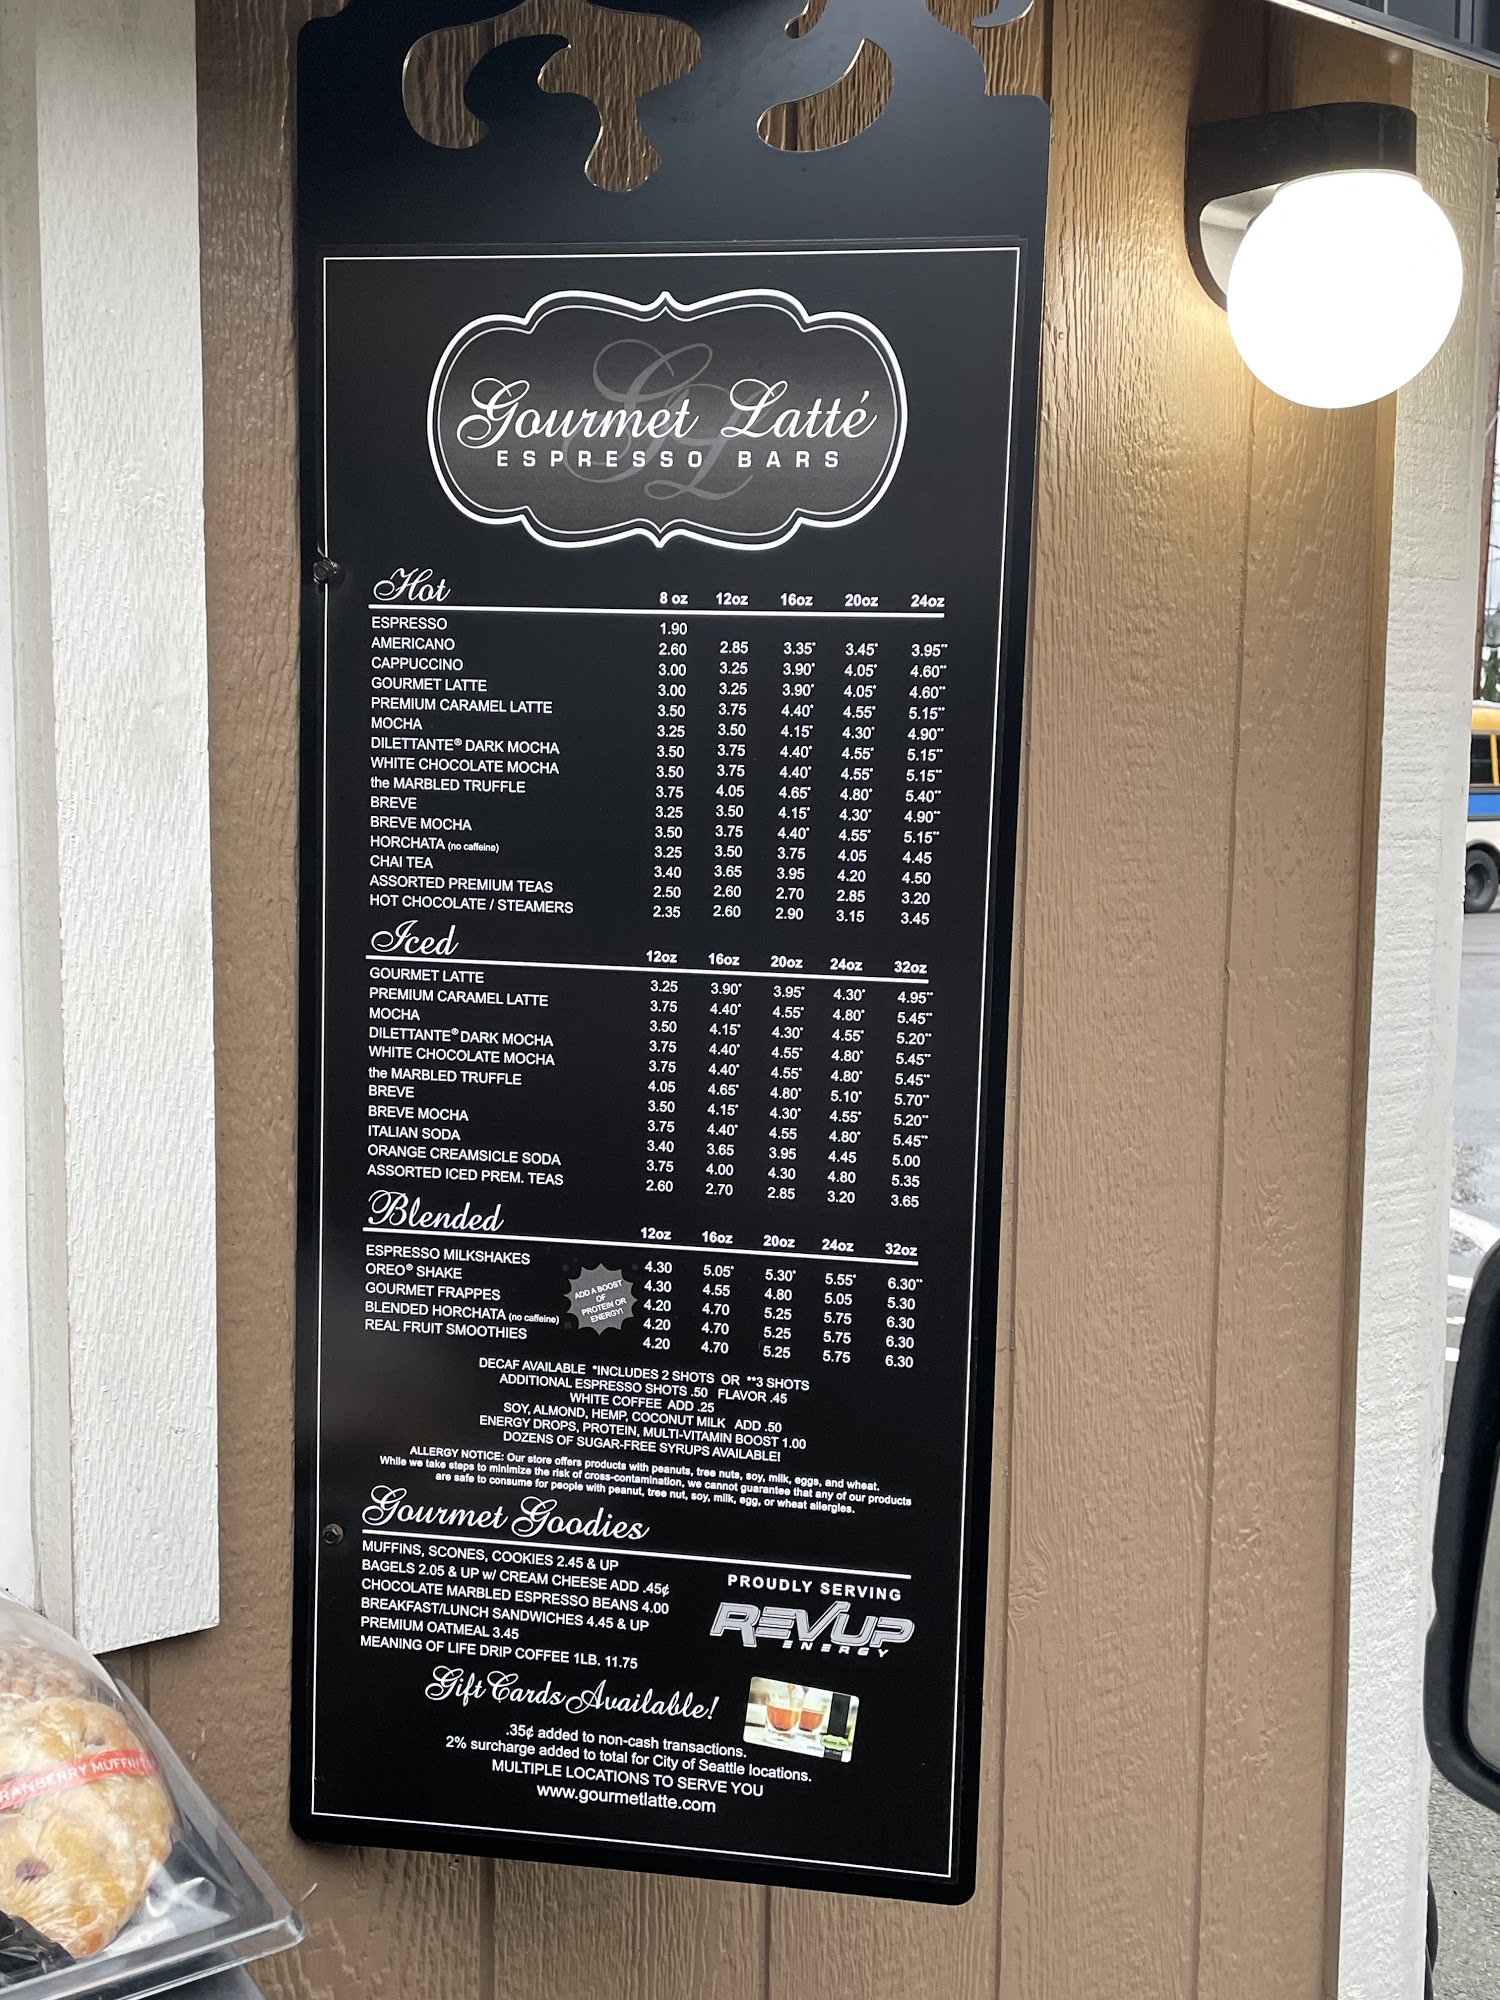 Gourmet Latté
ESPRESSO BARS
Hot 8 oz 12oz 16oz 20oz 24oz
ESPRESSO 1.90
AMERICANO 2.60 2.85 3.35* 3.45* 3.95**
CAPPUCCINO 3.00 3.25 3.90* 4.05* 4.60**
GOURMET LATTE 3.00 3.25 3.90* 4.05* 4.60**
PREMIUM CARAMEL LATTE 3.50 3.75 4.40* 4.55* 5.15**
MOCHA 3.25 3.50 4.15* 4.30* 4.90**
DILETTANTE® DARK MOCHA 3.50 3.75 4.40* 4.55* 5.15**
WHITE CHOCOLATE MOCHA 3.50 3.75 4.40* 4.55* 5.15**
the MARBLED TRUFFLE 3.75 4.05 4.65* 4.80* 5.40**
BREVE 3.25 3.50 4.15* 4.30* 4.90**
BREVE MOCHA 3.50 3.75 4.40* 4.55* 5.15**
HORCHATA (no caffeine) 3.25 3.50 3.75 4.05 4.45
CHAI TEA 3.40 3.65 3.95 4.20 4.50
ASSORTED PREMIUM TEAS 2.50 2.60 2.70 2.85 3.20
HOT CHOCOLATE / STEAMERS 2.35 2.60 2.90 3.15 3.45
Iced 12oz 16oz 20oz 24oz 32oz
GOURMET LATTE 3.25 3.90* 3.95* 4.30* 4.95**
PREMIUM CARAMEL LATTE 3.75 4.40* 4.55* 4.80* 5.45**
MOCHA 3.50 4.15* 4.30* 4.55* 5.20**
DILETTANTE® DARK MOCHA 3.75 4.40* 4.55* 4.80* 5.45**
WHITE CHOCOLATE MOCHA 3.75 4.40* 4.55* 4.80* 5.45**
the MARBLED TRUFFLE 4.05 4.65* 4.80* 5.10* 5.70**
BREVE 3.50 4.15* 4.30* 4.55* 5.20**
BREVE MOCHA 3.75 4.40* 4.55 4.80* 5.45**
ITALIAN SODA 3.40 3.65 3.95 4.45 5.00
ORANGE CREAMSICLE SODA 3.75 4.00 4.30 4.80 5.35
ASSORTED ICED PREM. TEAS 2.60 2.70 2.85 3.20 3.65
Blended 12oz 16oz 20oz 24oz 32oz
ESPRESSO MILKSHAKES 4.30 5.05* 5.30* 5.55* 6.30**
OREO® SHAKE 4.30 4.55 4.80 5.05 5.30
GOURMET FRAPPES 4.20 4.70 5.25 5.75 6.30
BLENDED HORCHATA (no caffeine) 4.20 4.70 5.25 5.75 6.30
REAL FRUIT SMOOTHIES 4.20 4.70 5.25 5.75 6.30
ADD A BOOST
OF
PROTEIN OR
ENERGY!
DECAF AVAILABLE *INCLUDES 2 SHOTS OR **3 SHOTS
ADDITIONAL ESPRESSO SHOTS .50 FLAVOR .45
WHITE COFFEE ADD .25
SOY, ALMOND, HEMP, COCONUT MILK ADD .50
ENERGY DROPS, PROTEIN, MULTI-VITAMIN BOOST 1.00
DOZENS OF SUGAR-FREE SYRUPS AVAILABLE!
ALLERGY NOTICE: Our store offers products with peanuts, tree nuts, soy, milk, eggs, and wheat.
While we take steps to minimize the risk of cross-contamination, we cannot guarantee that any of our products
are safe to consume for people with peanut, tree nut, soy, milk, egg, or wheat allergies.
Gourmet Goodies
MUFFINS, SCONES, COOKIES 2.45 & UP
BAGELS 2.05 & UP w/ CREAM CHEESE ADD .45¢
CHOCOLATE MARBLED ESPRESSO BEANS 4.00
BREAKFAST/LUNCH SANDWICHES 4.45 & UP
PREMIUM OATMEAL 3.45
MEANING OF LIFE DRIP COFFEE 1LB. 11.75
PROUDLY SERVING
REVUP
ENERGY
Gift Cards Available!
.35¢ added to non-cash transactions.
2% surcharge added to total for City of Seattle locations.
MULTIPLE LOCATIONS TO SERVE YOU
www.gourmetlatte.com
RANBERRY MUFFIN